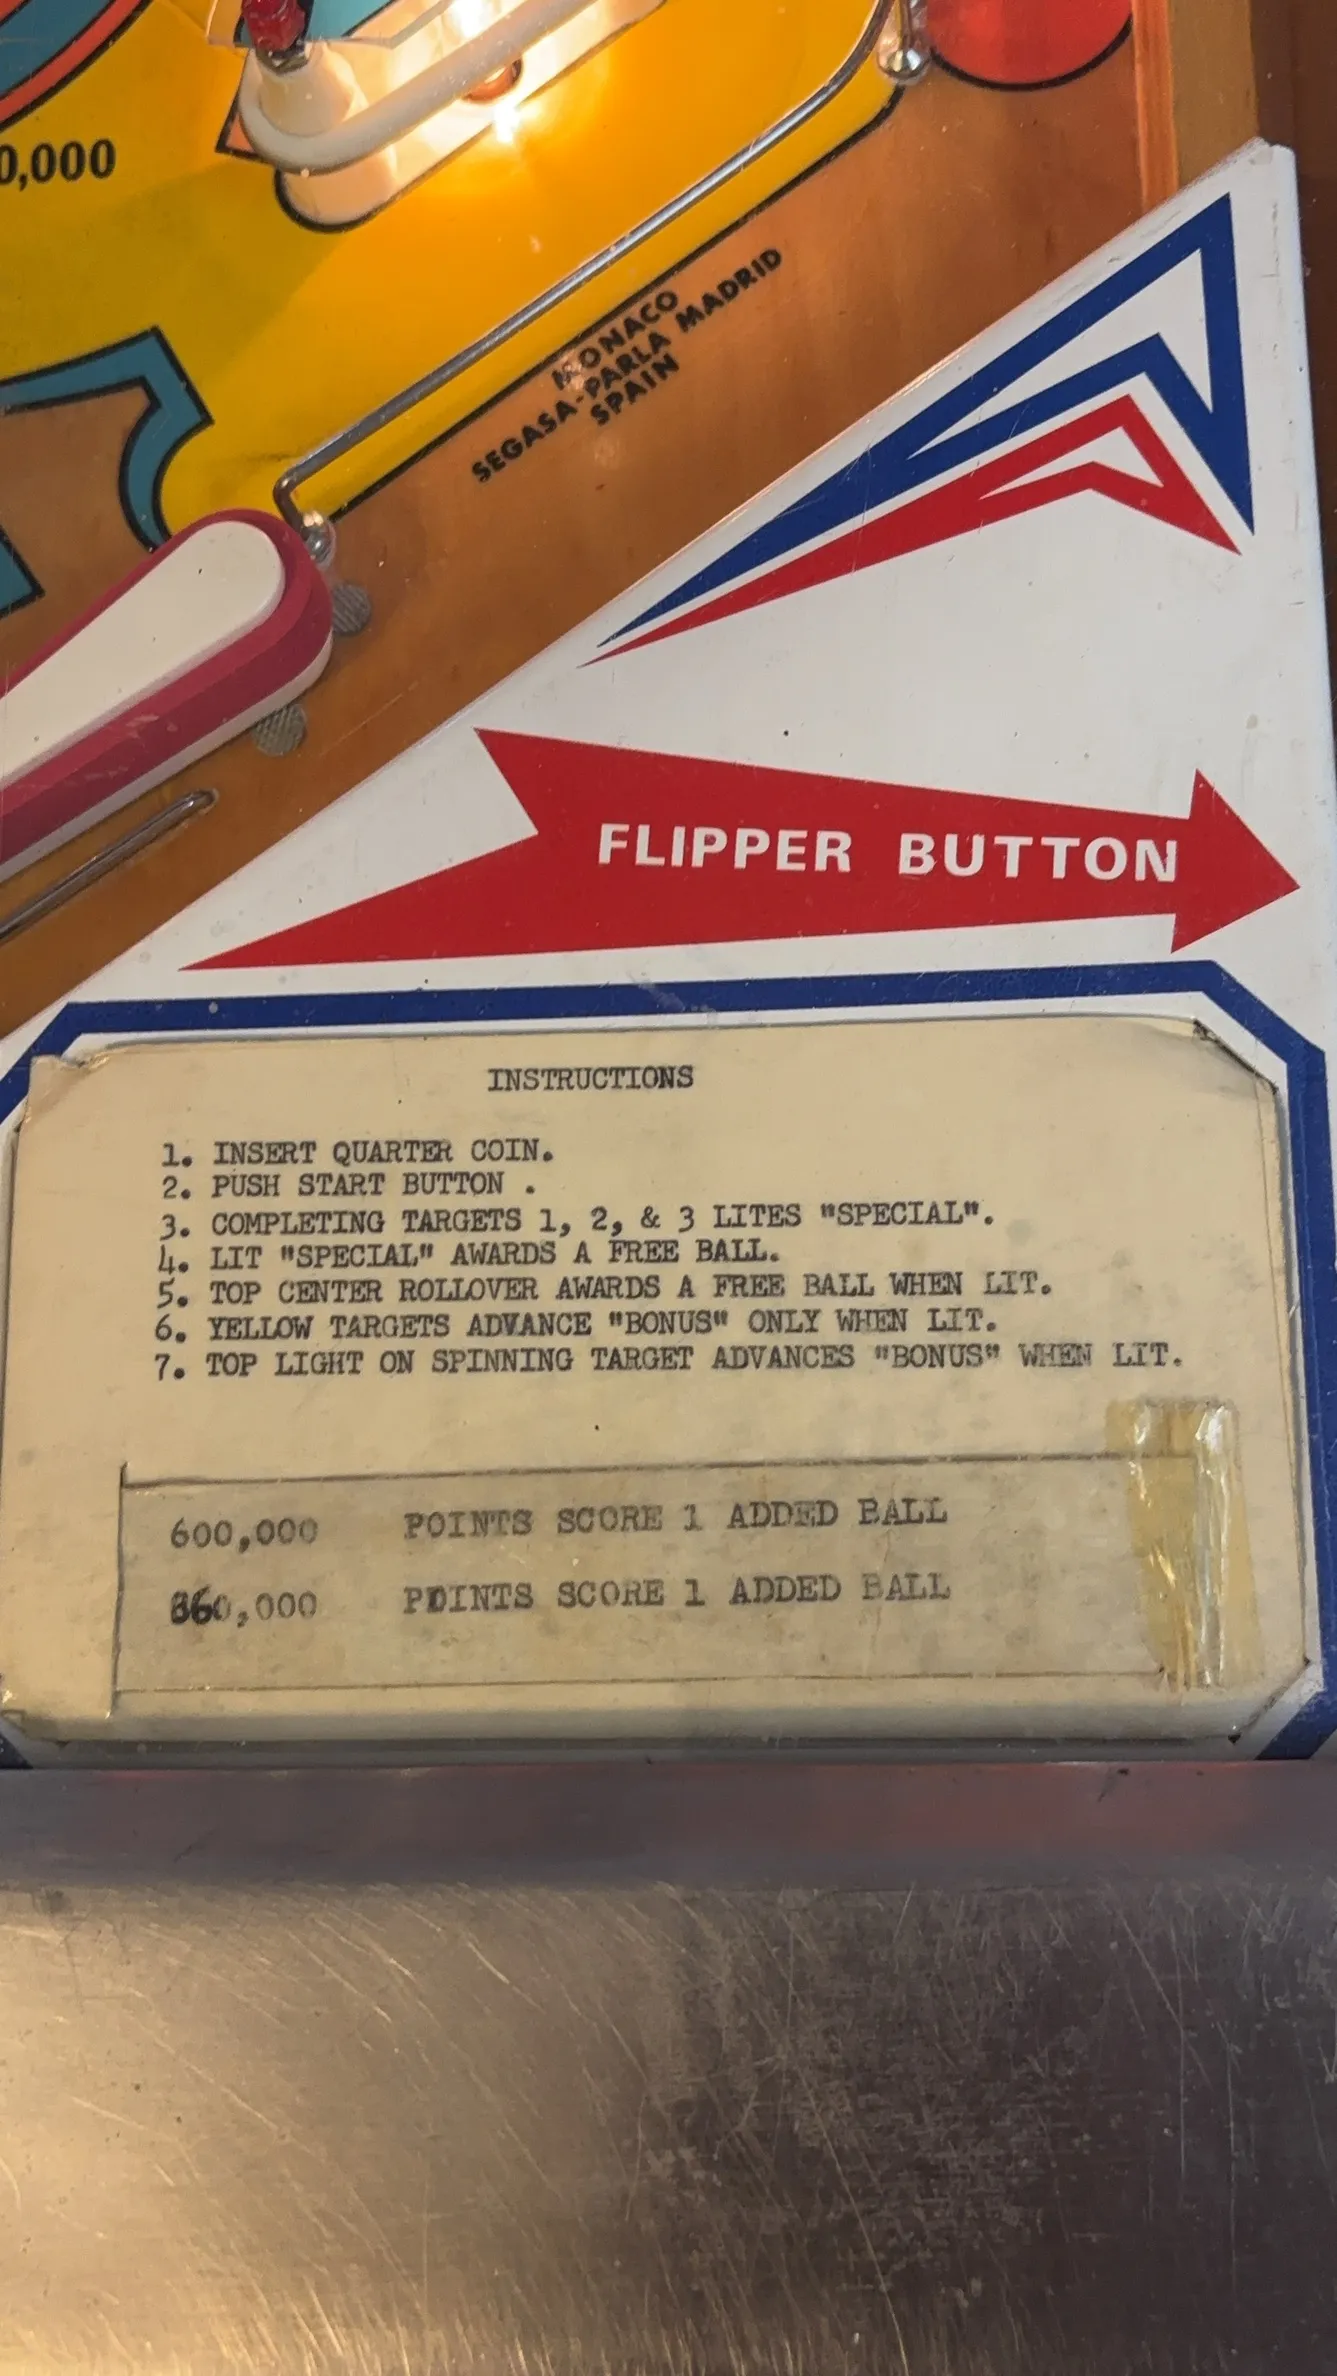 0,000
MONACO
SEGASA-PARLA MADRID
SPAIN
FLIPPER BUTTON
INSTRUCTIONS
1. INSERT QUARTER COIN.
2. PUSH START BUTTON .
3. COMPLETING TARGETS 1, 2, & 3 LITES "SPECIAL".
4. LIT "SPECIAL" AWARDS A FREE BALL.
5. TOP CENTER ROLLOVER AWARDS A FREE BALL WHEN LIT.
6. YELLOW TARGETS ADVANCE "BONUS" ONLY WHEN LIT.
7. TOP LIGHT ON SPINNING TARGET ADVANCES "BONUS" WHEN LIT.
600,000 POINTS SCORE 1 ADDED BALL
POINTS SCORE 1 ADDED BALL